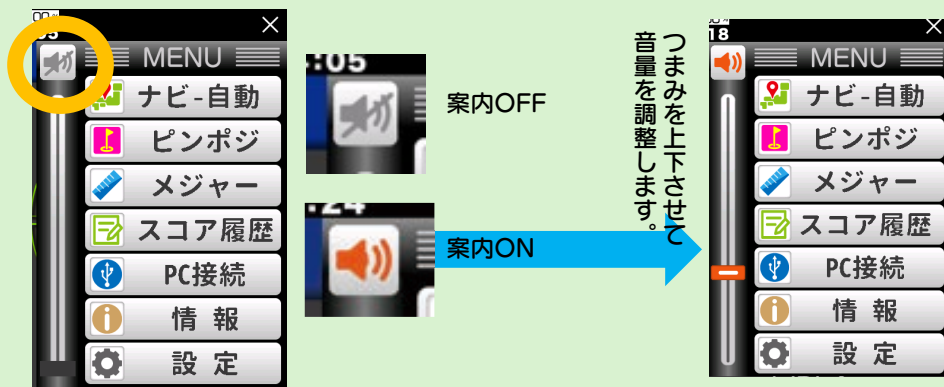 05
×
MENU
ナビ-自動
ピンポジ
メジャー
スコア履歴
PC接続
情 報
設 定
:05
案内OFF
:24
案内ON
つまみを上下させて
音量を調整します。
18
×
MENU
ナビ-自動
ピンポジ
メジャー
スコア履歴
PC接続
情 報
設 定